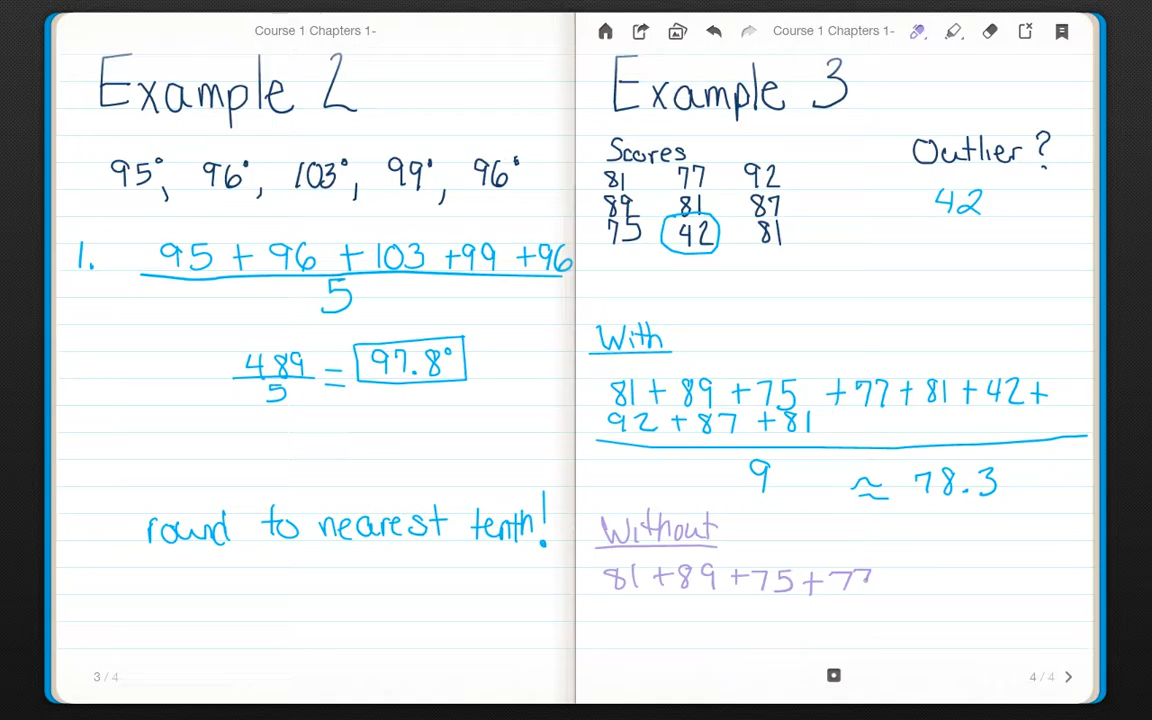 Course 1 Chapters 1-
Example 2
95°, 96°, 103°, 99°, 96°
1. 95 + 96 + 103 + 99 + 96
5
489
5
= 97.8°
round to nearest tenth!
3 / 4
Course 1 Chapters 1-
Example 3
Scores
Outlier?
81 77 92
89 81 87
42
75 42 81
With
81 + 89 + 75 + 77 + 81 + 42 +
92 + 87 + 81
9 ≈ 78.3
Without
81 + 89 + 75 + 77
4 / 4